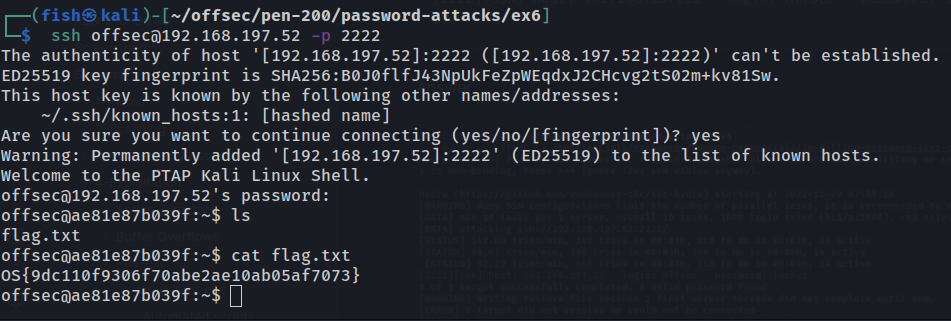 ┌──(fish㉿kali)-[~/offsec/pen-200/password-attacks/ex6]
└─$ ssh offsec@192.168.197.52 -p 2222
The authenticity of host '[192.168.197.52]:2222 ([192.168.197.52]:2222)' can't be established.
ED25519 key fingerprint is SHA256:B0J0flfJ43NpUkFeZpWEqdxJ2CHcvg2tS02m+kv81Sw.
This host key is known by the following other names/addresses:
    ~/.ssh/known_hosts:1: [hashed name]
Are you sure you want to continue connecting (yes/no/[fingerprint])? yes
Warning: Permanently added '[192.168.197.52]:2222' (ED25519) to the list of known hosts.
Welcome to the PTAP Kali Linux Shell.
offsec@192.168.197.52's password:
offsec@ae81e87b039f:~$ ls
flag.txt
offsec@ae81e87b039f:~$ cat flag.txt
OS{9dc110f9306f70abe2ae10ab05af7073}
offsec@ae81e87b039f:~$